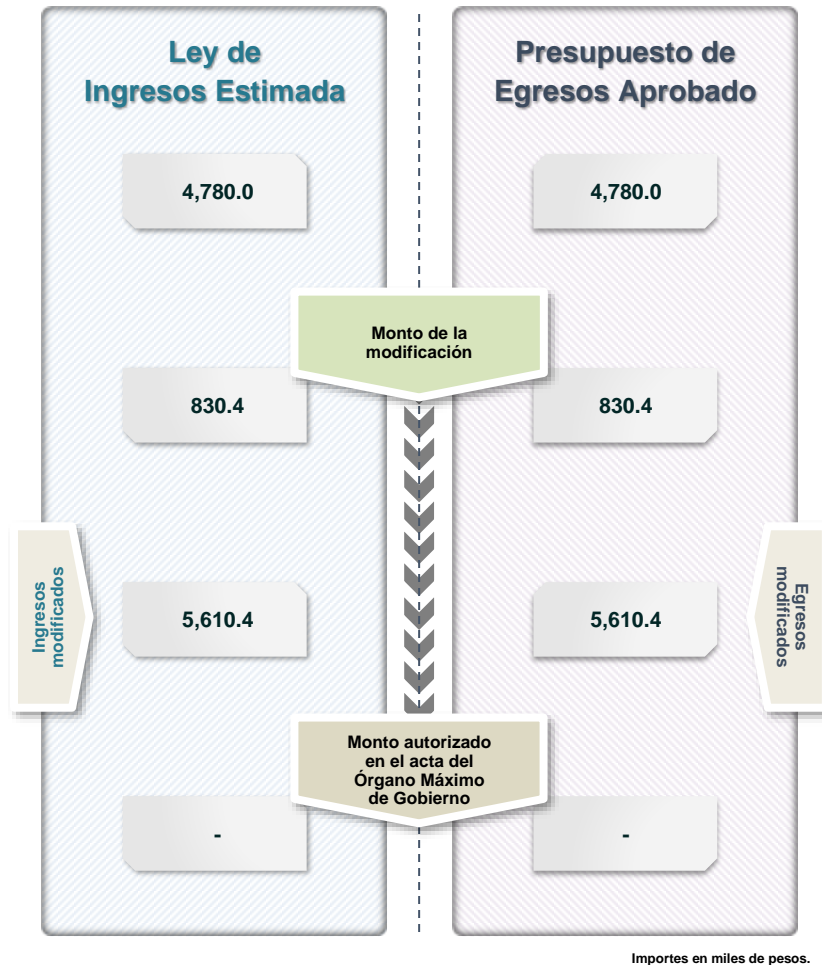 Ley de
Ingresos Estimada
Presupuesto de
Egresos Aprobado
4,780.0
4,780.0
Monto de la
modificación
830.4
830.4
Ingresos
modificados
5,610.4
5,610.4
Egresos
modificados
Monto autorizado
en el acta del
Órgano Máximo
de Gobierno
-
-
Importes en miles de pesos.